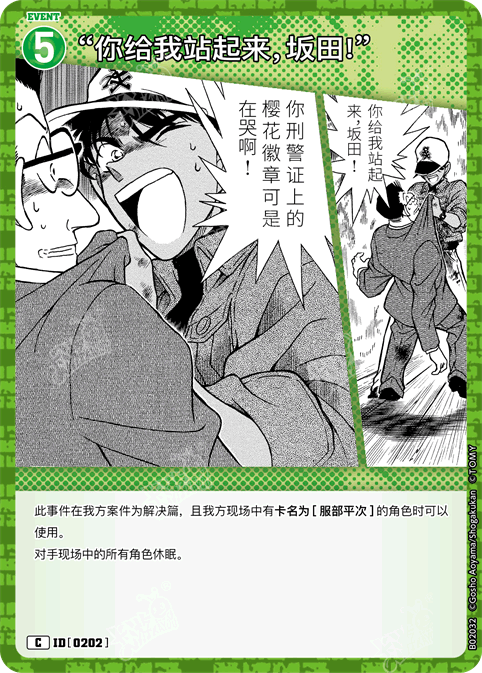 EVENT
5
“你给我站起来，坂田!”
你给我站起
来，坂田！
你刑警证上的
樱花徽章可是
在哭啊！
此事件在我方案件为解决篇，且我方现场中有卡名为［服部平次］的角色时可以
使用。
对手现场中的所有角色休眠。
C ID［0202］
B02032 ©Gosho Aoyama/Shogakukan ©TOMY